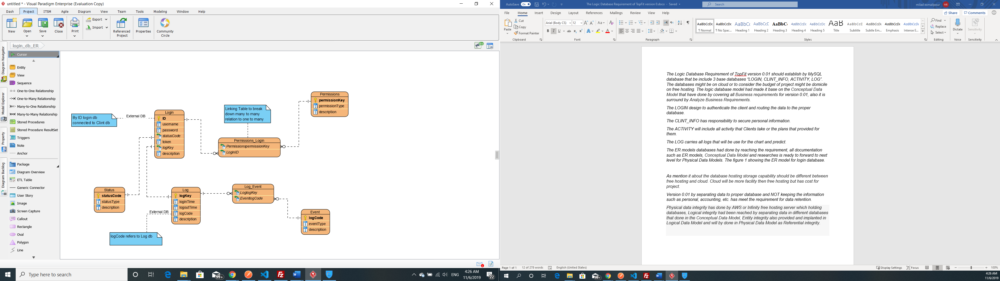 untitled * - Visual Paradigm Enterprise (Evaluation Copy)
Dash Project ITSM Agile Diagram View Team Tools Modeling Window Help
New Open Save Close Print Export Import Referenced Project Properties Community Circle
login_db_ER
Diagram Navigator
Model Explorer
Property
Diagram Backlog
Cursor
Entity
View
Sequence
One-to-One Relationship
One-to-Many Relationship
Many-to-One Relationship
Many-to-Many Relationship
Stored Procedures
Stored Procedure ResultSet
Triggers
Note
Anchor
Package
Diagram Overview
ETL Table
Generic Connector
User Story
Image
Screen Capture
Callout
Rectangle
Oval
Polygon
Line
By ID login db
connected to Clint db
External DB
Login
ID
username
password
statusCode
token
logKey
description
Linking Table to break
down many to many
relation to one to many
Permissions
permissionKey
permissionType
description
Permissions_Login
PermissionspermissionKey
LoginID
Status
statusCode
statusType
description
Log
logKey
loginTime
logoutTime
logCode
description
External DB
logCode refers to Log db
Log_Event
LoglogKey
EventlogCode
Event
logCode
eventType
description
Type here to search
99+
ENG
4:26 AM
11/6/2019
22
AutoSave On
The Logic Database Requirement of TopFit version 0.docx - Saved
Search
milad esmailpour ME
File Home Insert Design Layout References Mailings Review View Help
Share Comments
Paste Cut Copy Format Painter
Clipboard
Arial (Body CS) 12
Font
Paragraph
AaBbCcDc AaBbCcDc AaBbCc AaBbCcD AaBbC AaBbCcDc AaBbCcDc AaB AaBbCcD AaBbCcDc AaBbCcDc AaBbCcDc
¶ Normal ¶ No Spac... Heading 1 Heading 2 Heading 3 Heading 4 Heading 5 Title Subtitle Subtle Em... Emphasis Intense E...
Styles
Find
Replace
Select
Editing
Dictate
Voice
Sensitivity
Sensitivity
The Logic Database Requirement of TopFit version 0.01 should establish by MySQL
database that be include 3 base databases “LOGIN, CLINT_INFO, ACTIVITY, LOG”.
The databases might be on cloud or to consider the budget of project might be domicile
on free hosting. The logic database model had made it base on the Conceptual Data
Model that have done by covering all Business requirements for version 0.01, also it is
surround by Analyze Business Requirements.
The LOGIN design to authenticate the client and routing the data to the proper
database.
The CLINT_INFO has responsibility to secure personal information.
The ACTIVITY will include all activity that Clients take or the plans that provided for
them.
The LOG carries all logs that will be use for the chart and predict.
The ER models databases had done by reaching the requirement, all documentation
such as ER models, Conceptual Data Model and researches is ready to forward to next
level for Physical Data Models. The figure 1 showing the ER model for login database.
As mention it about the database hosting storage capability should be different between
free hosting and cloud. Cloud will be more facility then free hosting but has cost for
project.
Version 0.01 by separating data to proper database and NOT keeping the information
such as personal, accounting, etc. has meet the requirement for data retention.
Physical data integrity has done by AWS or Infinity free hosting server which holding
databases, Logical integrity had been reached by separating data in different databases
that done in the Conceptual Data Model, Entity integrity also provided and implanted in
Logical Data Model and will by done in Physical Data Model as Referential integrity.
Page 1 of 1 12 of 278 words English (United States)
Display Settings Focus 100%
99+
4:26 AM
11/6/2019